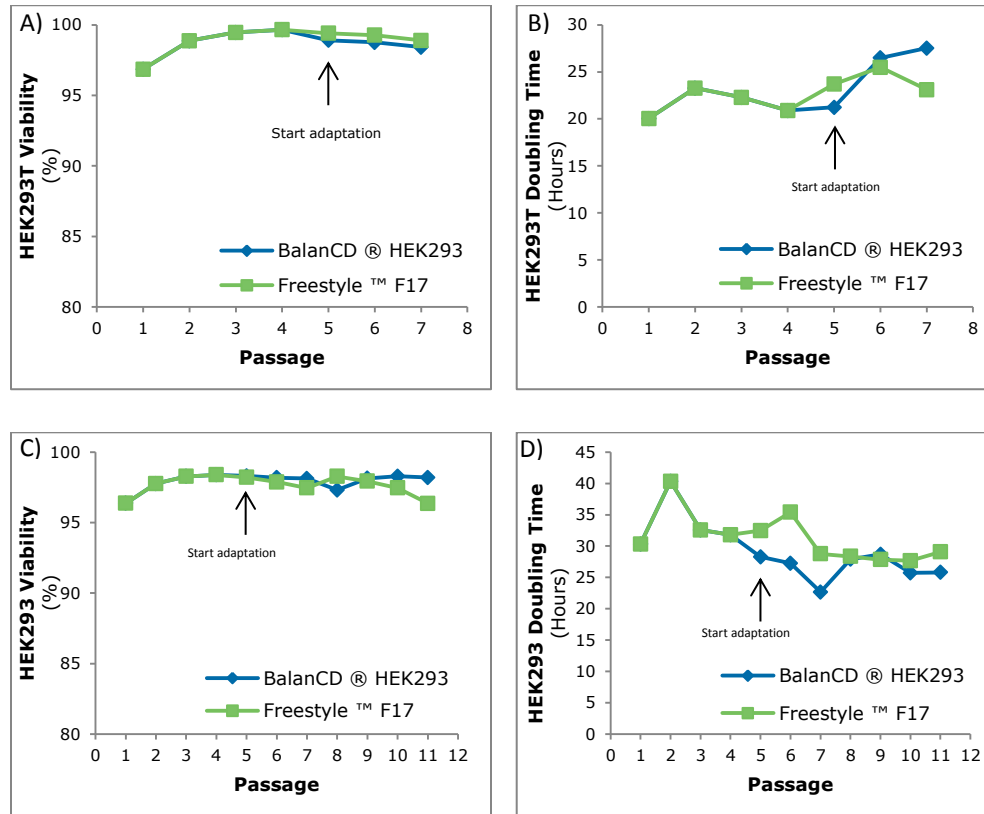 A)
HEK293T Viability
(%)
100
95
90
85
80
0 1 2 3 4 5 6 7 8
Passage
Start adaptation
BalanCD ® HEK293
Freestyle ™ F17
B)
HEK293T Doubling Time
(Hours)
30
25
20
15
10
5
0
0 1 2 3 4 5 6 7 8
Passage
Start adaptation
BalanCD ® HEK293
Freestyle ™ F17
C)
HEK293 Viability
(%)
100
95
90
85
80
0 1 2 3 4 5 6 7 8 9 10 11 12
Passage
Start adaptation
BalanCD ® HEK293
Freestyle ™ F17
D)
HEK293 Doubling Time
(Hours)
45
40
35
30
25
20
15
10
5
0
0 1 2 3 4 5 6 7 8 9 10 11 12
Passage
Start adaptation
BalanCD ® HEK293
Freestyle ™ F17